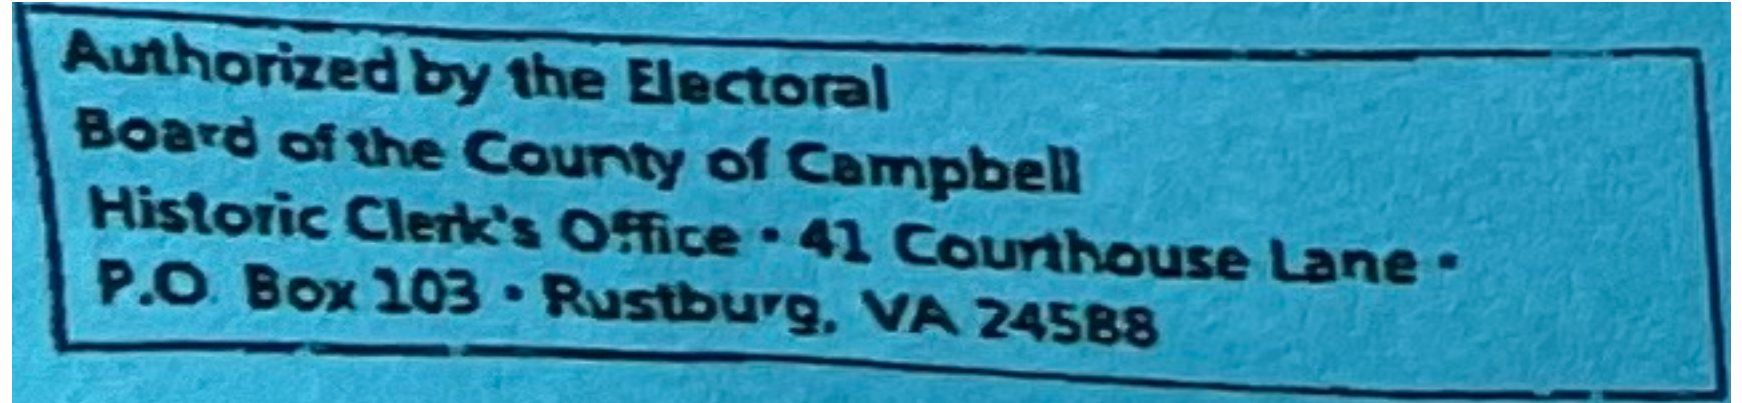 Authorized by the Electoral
Board of the County of Campbell
Historic Clerk's Office • 41 Courthouse Lane •
P.O. Box 103 • Rustburg, VA 24588